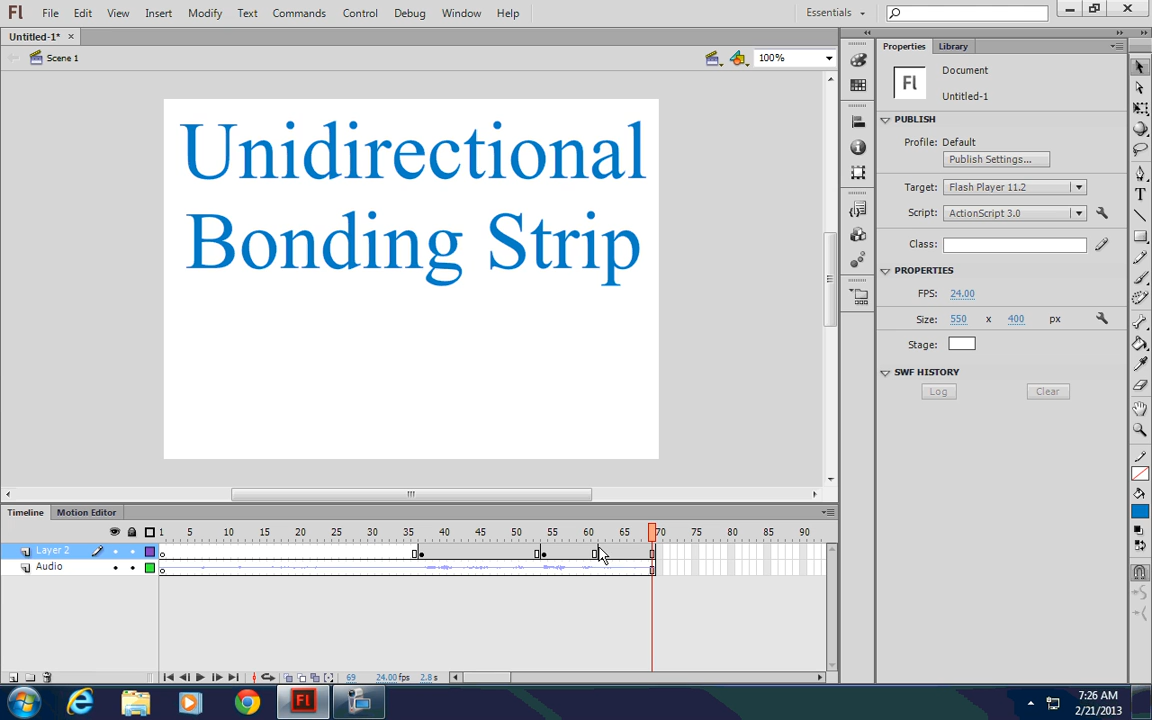 Fl File Edit View Insert Modify Text Commands Control Debug Window Help Essentials
Untitled-1* ×
Scene 1 100%
Unidirectional
Bonding Strip
Properties Library
Fl Document
Untitled-1
PUBLISH
Profile: Default
Publish Settings...
Target: Flash Player 11.2
Script: ActionScript 3.0
Class:
PROPERTIES
FPS: 24.00
Size: 550 x 400 px
Stage:
SWF HISTORY
Log Clear
Timeline Motion Editor
1 5 10 15 20 25 30 35 40 45 50 55 60 65 70 75 80 85 90
Layer 2
Audio
69 24.00 fps 2.8 s
Fl
7:26 AM
2/21/2013